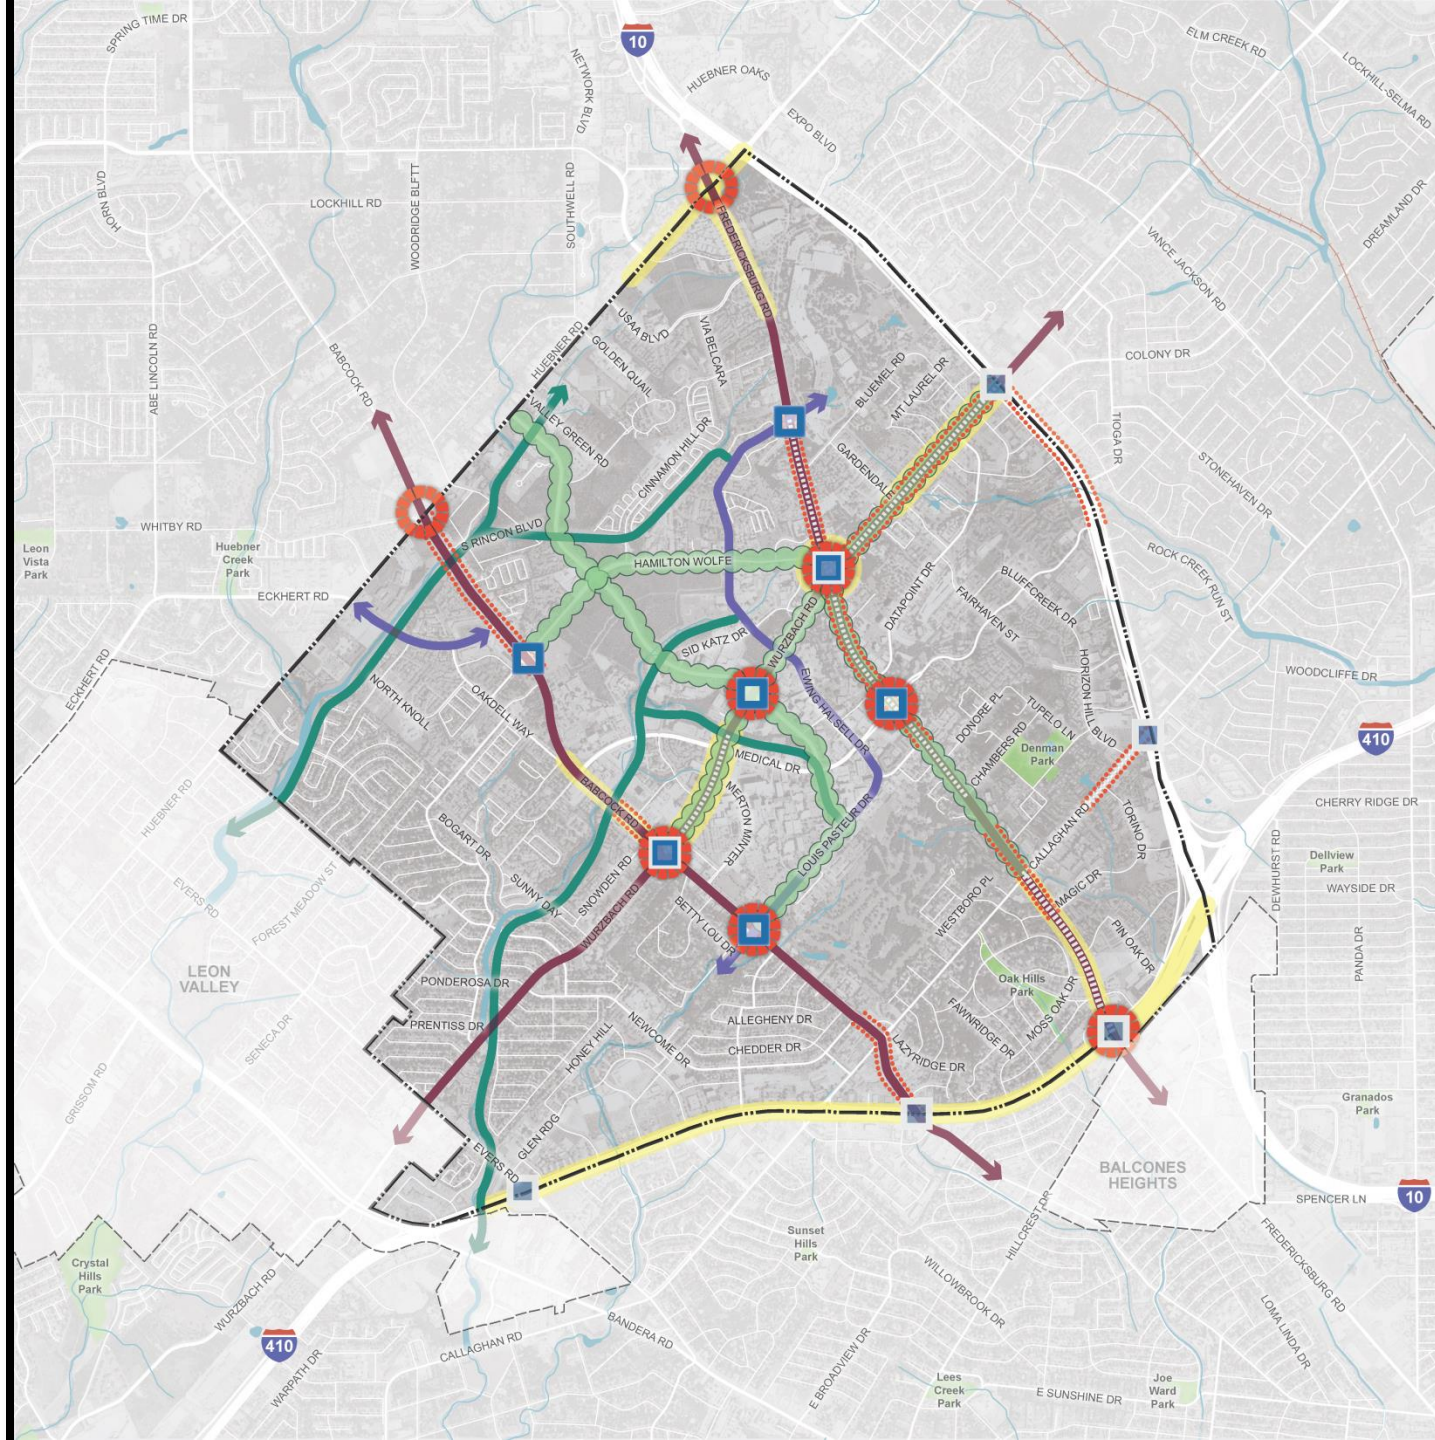 SPRING TIME DR
10
NETWORK BLVD
HUEBNER OAKS
EXPO BLVD
ELM CREEK RD
LOCKHILL-SELMA RD
HORN BLVD
LOCKHILL RD
WOODRIDGE BLFTT
SOUTHWELL RD
DREAMLAND DR
VANCE JACKSON RD
FREDERICKSBURG RD
ABE LINCOLN RD
BABCOCK RD
HUEBNER RD
USAA BLVD
GOLDEN QUAIL
VIA BELCARA
BLUEMEL RD
MT LAUREL DR
COLONY DR
TIOGA DR
VALLEY GREEN RD
CINNAMON HILL DR
GARDENDALE
STONEHAVEN DR
WHITBY RD
S RINCON BLVD
Leon
Vista
Park
Huebner
Creek
Park
HAMILTON WOLFE
ROCK CREEK RUN ST
ECKHERT RD
DATAPOINT DR
FAIRHAVEN ST
BLUFFCREEK DR
WURZBACH RD
SID KATZ DR
ECKHERT RD
NORTH KNOLL
OAKDELL WAY
EWING HALSELL DR
HORIZON HILL BLVD
WOODCLIFFE DR
DONORE PL
TUPELO LN
CHAMBERS RD
Denman
Park
410
MEDICAL DR
HUEBNER RD
BABCOCK RD
MERTON MINTER
LOUIS PASTEUR DR
CALLAGHAN RD
TORINO DR
CHERRY RIDGE DR
BOGART DR
DEWHURST RD
Dellview
Park
WAYSIDE DR
EVERS RD
FOREST MEADOW ST
SUNNY DAY
SNOWDEN RD
WURZBACH RD
BETTY LOU DR
WESTBORO PL
MAGIC DR
PIN OAK DR
PANDA DR
LEON
VALLEY
PONDEROSA DR
Oak Hills
Park
MOSS OAK DR
SENECA DR
PRENTISS DR
HONEY HILL
NEWCOME DR
ALLEGHENY DR
CHEDDER DR
FAWNRIDGE DR
LAZYRIDGE DR
GRISSOM RD
Granados
Park
EVERS RD
GLEN RDG
BALCONES
HEIGHTS
SPENCER LN
10
HILLCREST DR
FREDERICKSBURG RD
Sunset
Hills
Park
Crystal
Hills
Park
WURZBACH RD
WILLOWBROOK DR
LOMA LINDA DR
410
CALLAGHAN RD
BANDERA RD
WARPATH DR
E BROADVIEW DR
Lees
Creek
Park
E SUNSHINE DR
Joe
Ward
Park